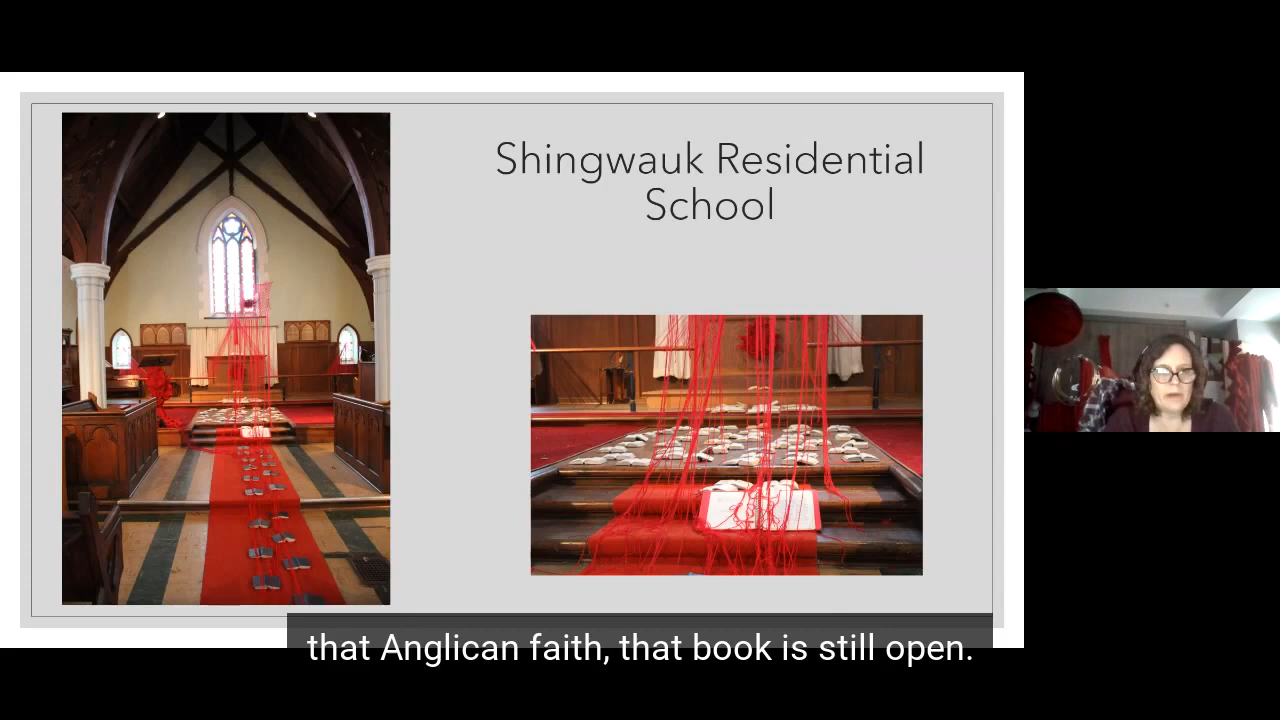 Shingwauk Residential
School
that Anglican faith, that book is still open.